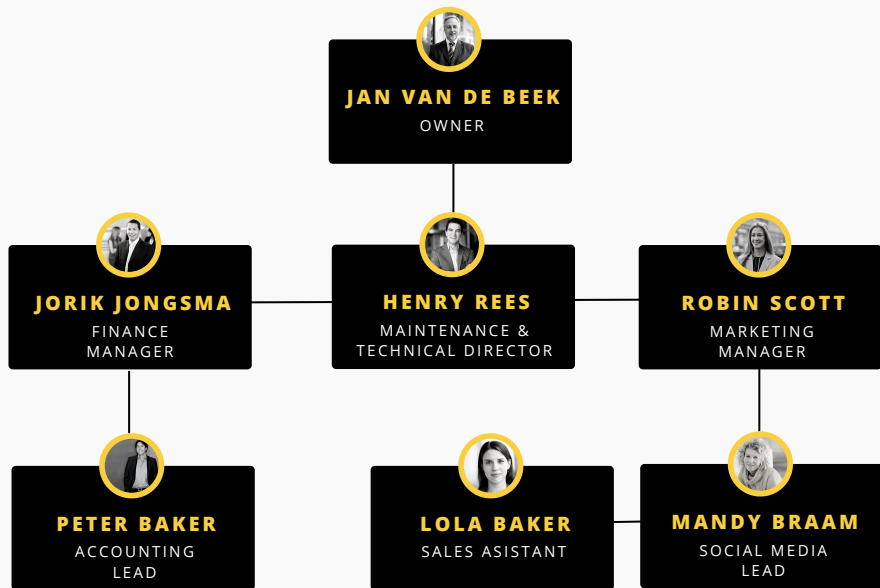 JAN VAN DE BEEK
OWNER
JORIK JONGSMA
FINANCE
MANAGER
HENRY REES
MAINTENANCE &
TECHNICAL DIRECTOR
ROBIN SCOTT
MARKETING
MANAGER
PETER BAKER
ACCOUNTING
LEAD
LOLA BAKER
SALES ASISTANT
MANDY BRAAM
SOCIAL MEDIA
LEAD